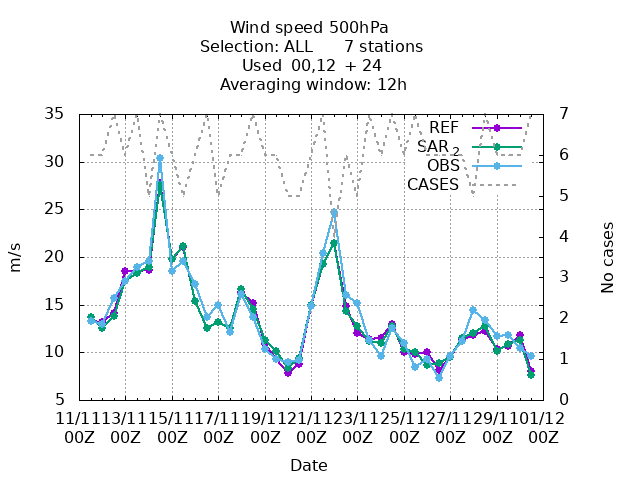 Wind speed 500hPa
Selection: ALL 7 stations
Used 00,12 + 24
Averaging window: 12h
35 7
REF
SAR 2
30 6
OBS
CASES
25 5
20 4
15 3
10 2
5 1
0
m/s
No cases
11/11 13/11 15/11 17/11 19/11 21/11 23/11 25/11 27/11 29/11 01/12
00Z 00Z 00Z 00Z 00Z 00Z 00Z 00Z 00Z 00Z 00Z
Date